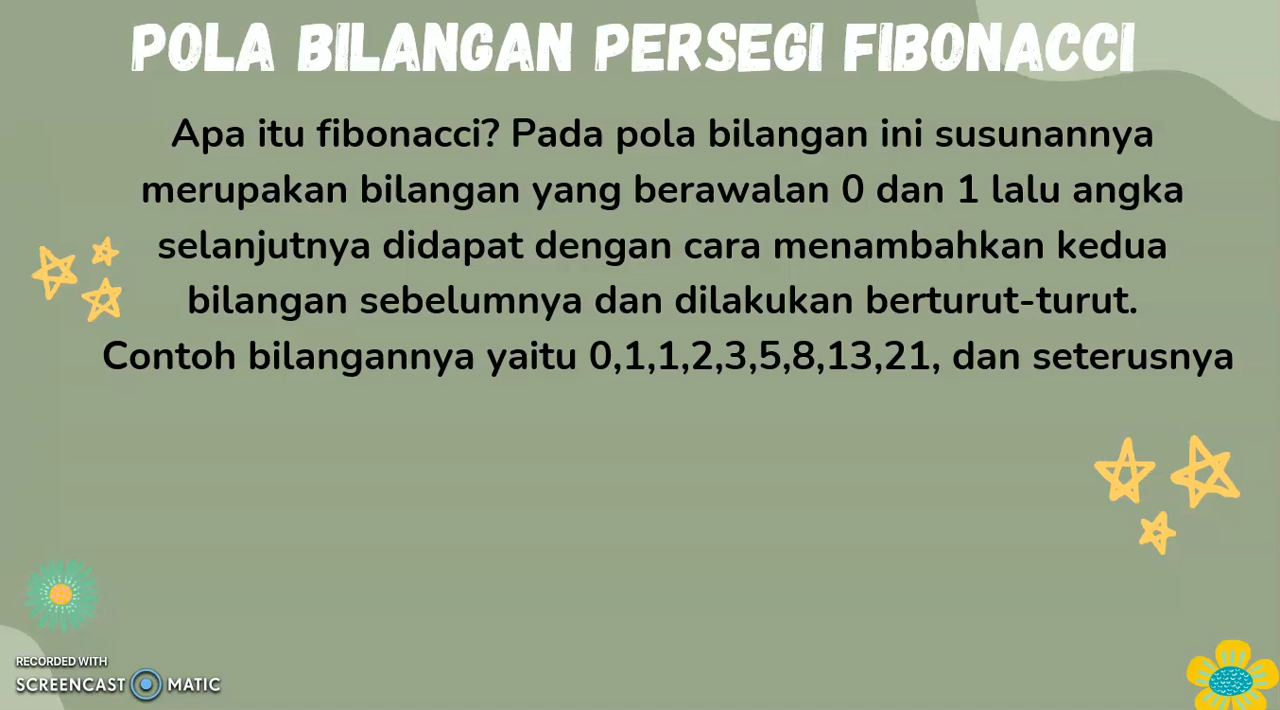 POLA BILANGAN PERSEGI FIBONACCI
Apa itu fibonacci? Pada pola bilangan ini susunannya
merupakan bilangan yang berawalan 0 dan 1 lalu angka
selanjutnya didapat dengan cara menambahkan kedua
bilangan sebelumnya dan dilakukan berturut-turut.
Contoh bilangannya yaitu 0,1,1,2,3,5,8,13,21, dan seterusnya
RECORDED WITH
SCREENCAST MATIC